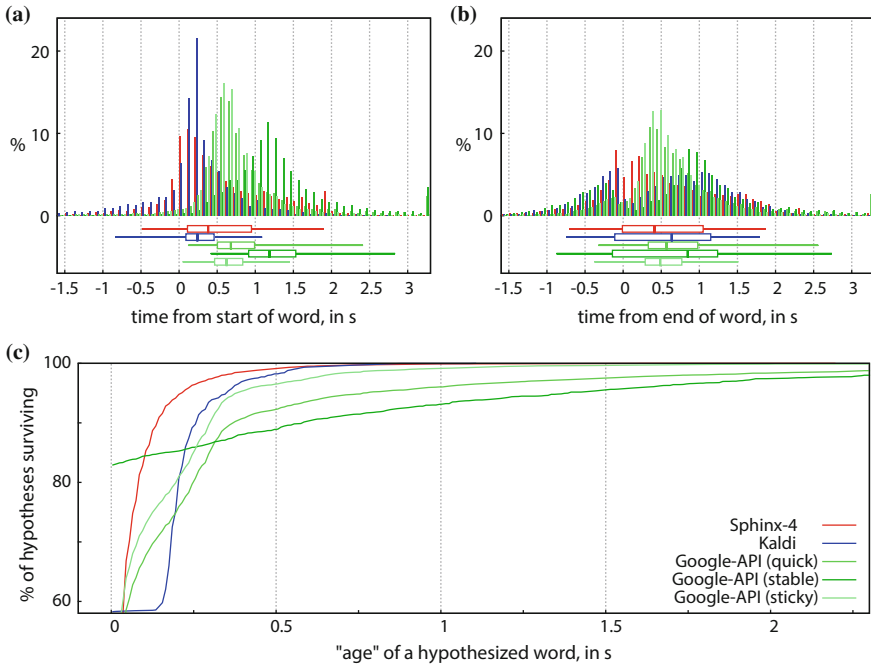 (a)
(b)
20
20
%
10
%
10
0
0
-1.5 -1 -0.5 0 0.5 1 1.5 2 2.5 3
-1.5 -1 -0.5 0 0.5 1 1.5 2 2.5 3
time from start of word, in s
time from end of word, in s
(c)
100
% of hypotheses surviving
80
60
Sphinx-4
Kaldi
Google-API (quick)
Google-API (stable)
Google-API (sticky)
0 0.5 1 1.5 2
"age" of a hypothesized word, in s